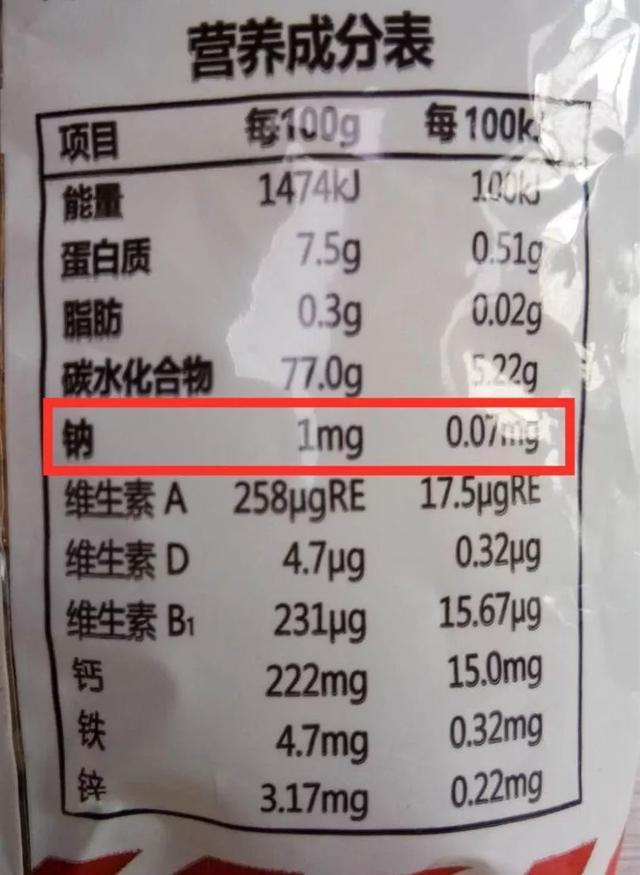 营养成分表
项目 每100g 每100kJ
能量 1474kJ 100kJ
蛋白质 7.5g 0.51g
脂肪 0.3g 0.02g
碳水化合物 77.0g 5.22g
钠 1mg 0.07mg
维生素 A 258μgRE 17.5μgRE
维生素 D 4.7μg 0.32μg
维生素 B₁ 231μg 15.67μg
钙 222mg 15.0mg
铁 4.7mg 0.32mg
锌 3.17mg 0.22mg